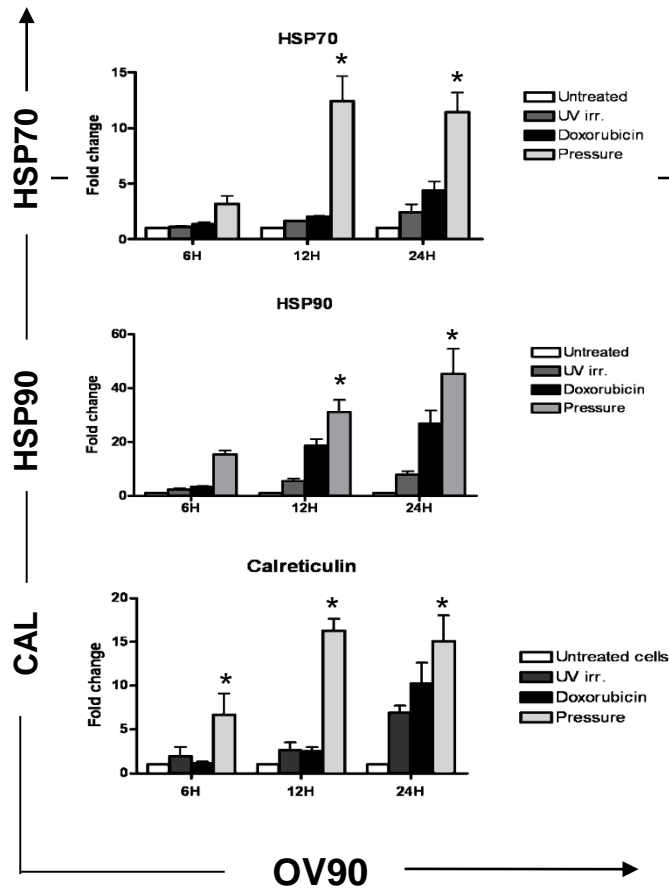 HSP70
HSP70
Fold change
15
10
5
0
*
*
6H
12H
24H
Untreated
UV irr.
Doxorubicin
Pressure
HSP90
HSP90
Fold change
60
40
20
0
*
*
6H
12H
24H
Untreated
UV irr.
Doxorubicin
Pressure
CAL
Calreticulin
Fold change
20
15
10
5
0
*
*
*
6H
12H
24H
Untreated cells
UV irr.
Doxorubicin
Pressure
OV90